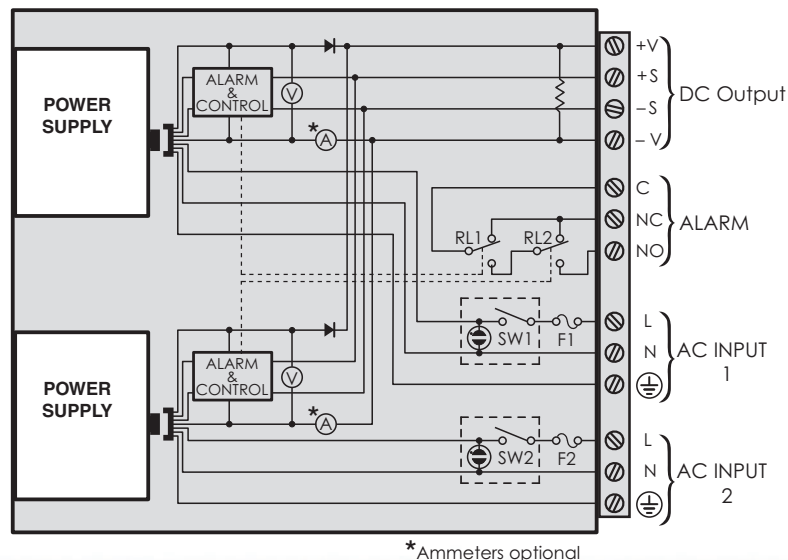 POWER
SUPPLY
ALARM
&
CONTROL
V
*
A
+V
+S
–S
– V
DC Output
C
NC
NO
ALARM
RL1
RL2
SW1
F1
L
N
AC INPUT
1
POWER
SUPPLY
ALARM
&
CONTROL
V
*
A
SW2
F2
L
N
AC INPUT
2
*Ammeters optional